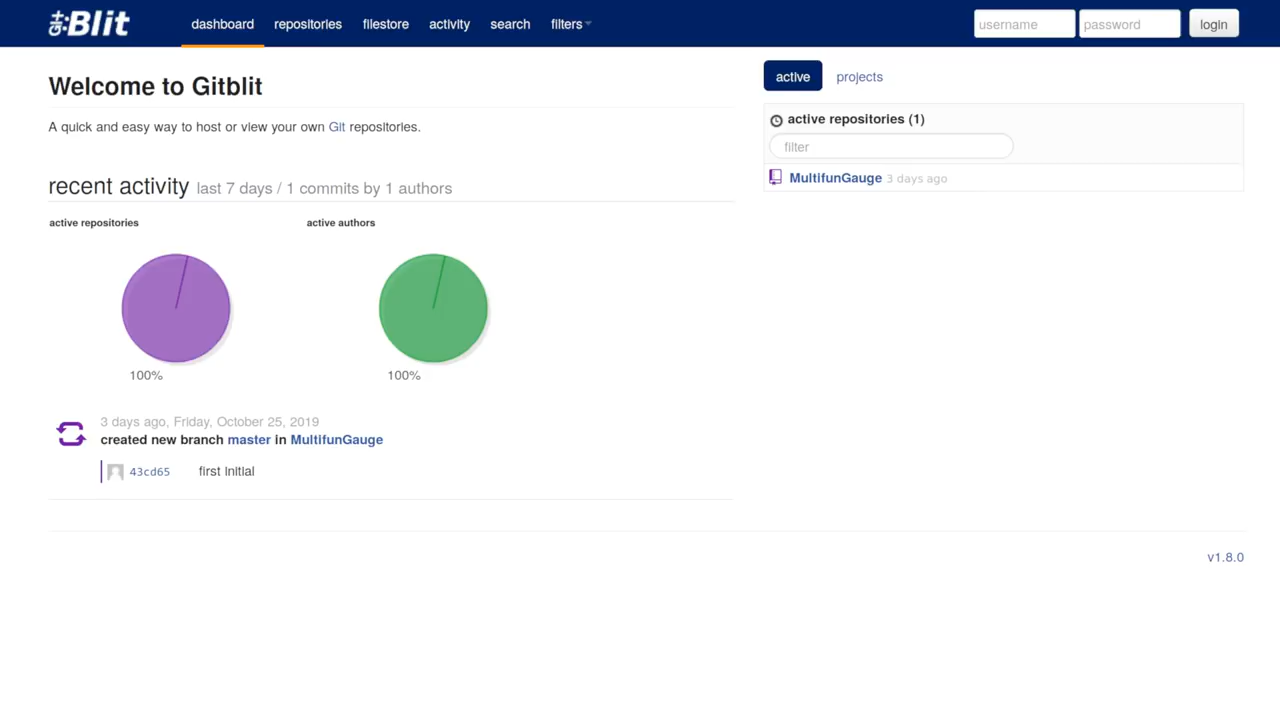 git:Blit dashboard repositories filestore activity search filters username password login
Welcome to Gitblit
A quick and easy way to host or view your own Git repositories.
recent activity last 7 days / 1 commits by 1 authors
active repositories active authors
100% 100%
3 days ago, Friday, October 25, 2019
created new branch master in MultifunGauge
43cd65 first initial
active projects
active repositories (1)
filter
MultifunGauge 3 days ago
v1.8.0